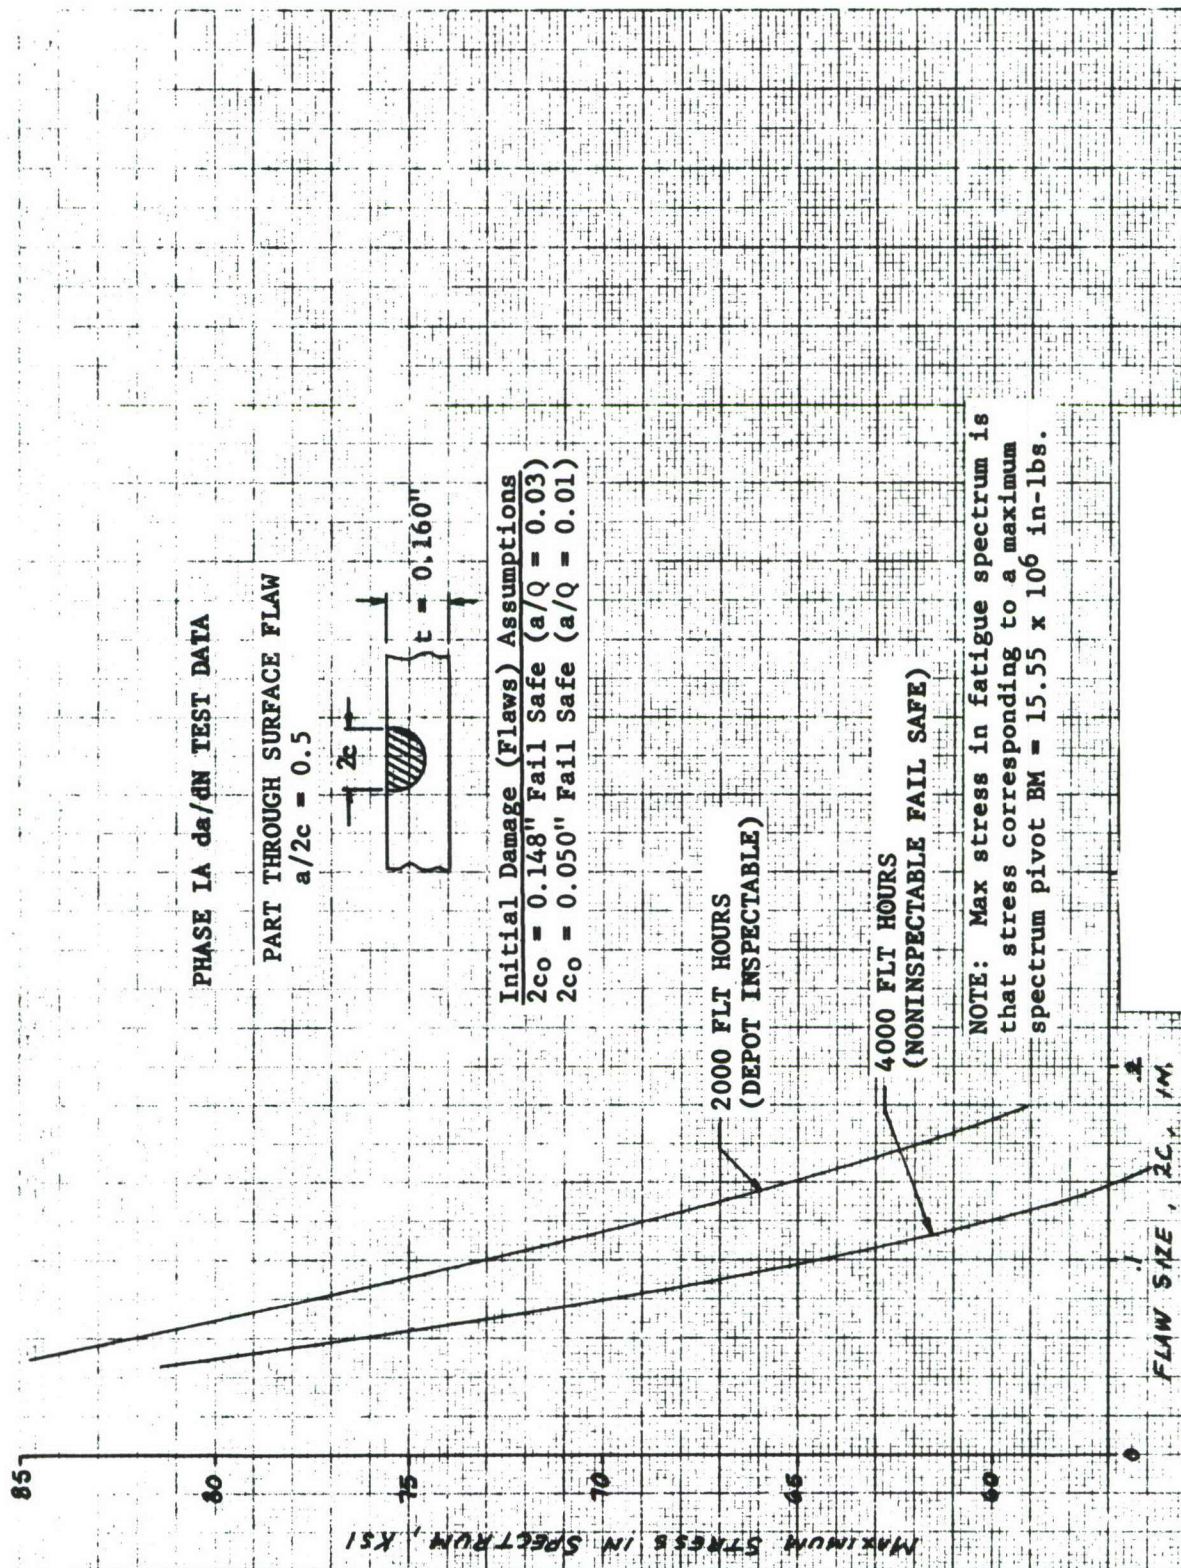 PHASE IA da/dN TEST DATA
PART THROUGH SURFACE FLAW
a/2c = 0.5
2c
t = 0.160"
Initial Damage (Flaws) Assumptions
2c₀ = 0.148" Fail Safe (a/Q = 0.03)
2c₀ = 0.050" Fail Safe (a/Q = 0.01)
2000 FLT HOURS
(DEPOT INSPECTABLE)
4000 FLT HOURS
(NONINSPECTABLE FAIL SAFE)
NOTE: Max stress in fatigue spectrum is
that stress corresponding to a maximum
spectrum pivot BM = 15.55 x 10⁶ in-lbs.
MAXIMUM STRESS IN SPECTRUM, KSI
85
80
75
70
65
60
0
.1
.2
FLAW SIZE, 2C, IN.